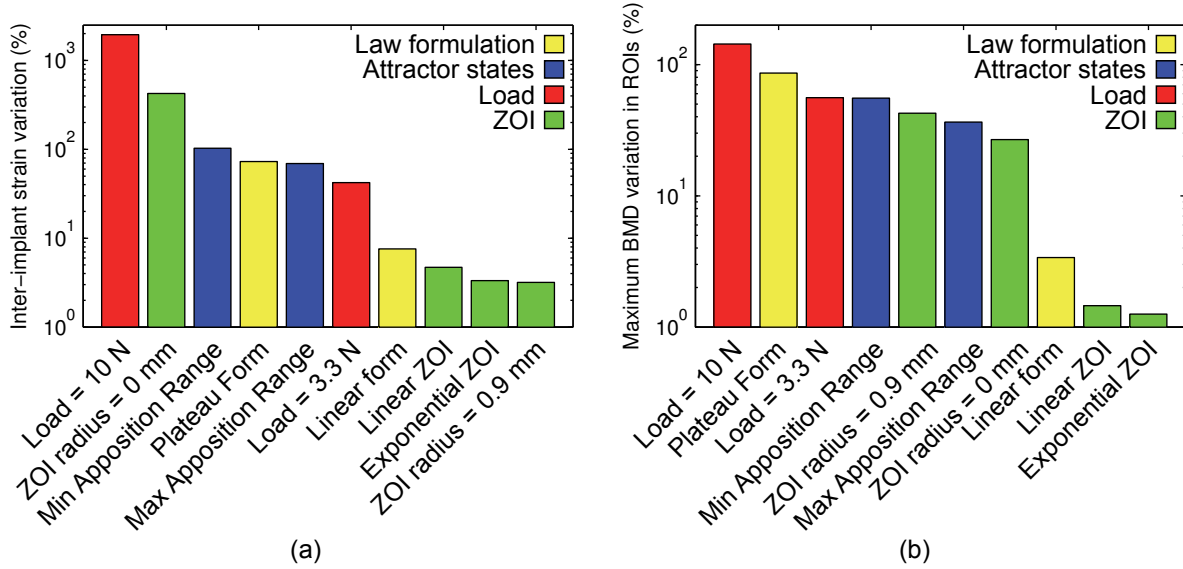 Inter−implant strain variation (%)
10^3
10^2
10^1
10^0
Law formulation
Attractor states
Load
ZOI
Load = 10 N
ZOI radius = 0 mm
Min Apposition Range
Plateau Form
Max Apposition Range
Load = 3.3 N
Linear form
Linear ZOI
Exponential ZOI
ZOI radius = 0.9 mm
(a)
Maximum BMD variation in ROIs (%)
10^2
10^1
10^0
Law formulation
Attractor states
Load
ZOI
Load = 10 N
Plateau Form
Load = 3.3 N
Min Apposition Range
ZOI radius = 0.9 mm
Max Apposition Range
ZOI radius = 0 mm
Linear form
Linear ZOI
Exponential ZOI
(b)